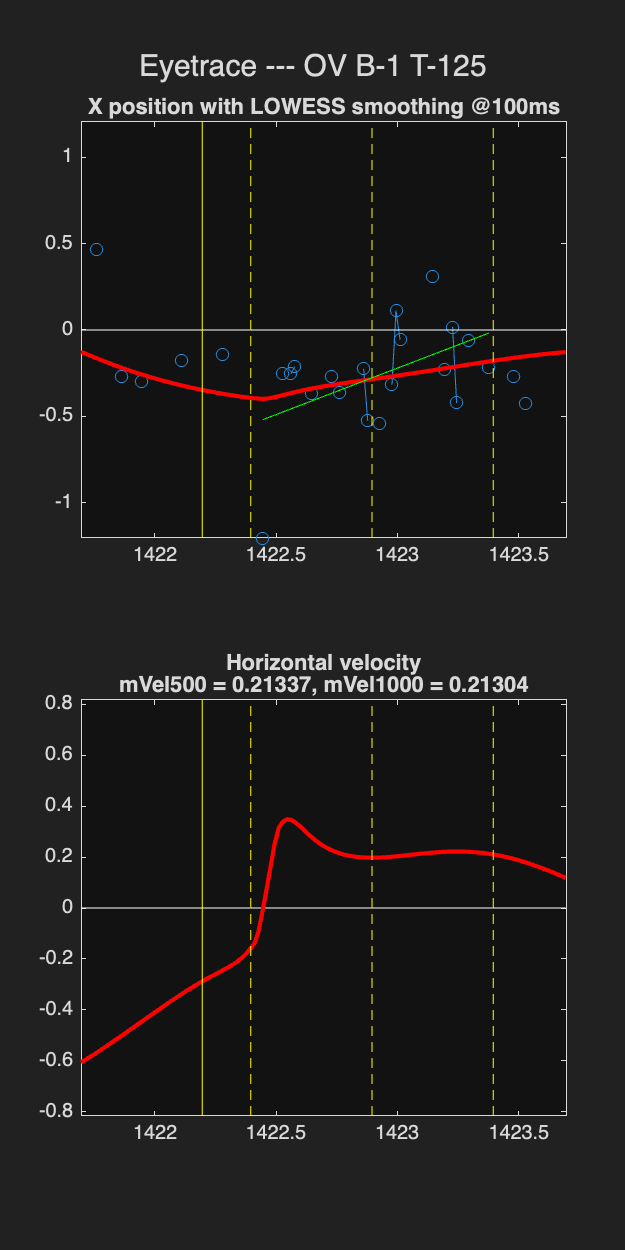 Eyetrace --- OV B-1 T-125
X position with LOWESS smoothing @100ms
1
0.5
0
-0.5
-1
1422 1422.5 1423 1423.5
Horizontal velocity
mVel500 = 0.21337, mVel1000 = 0.21304
0.8
0.6
0.4
0.2
0
-0.2
-0.4
-0.6
-0.8
1422 1422.5 1423 1423.5